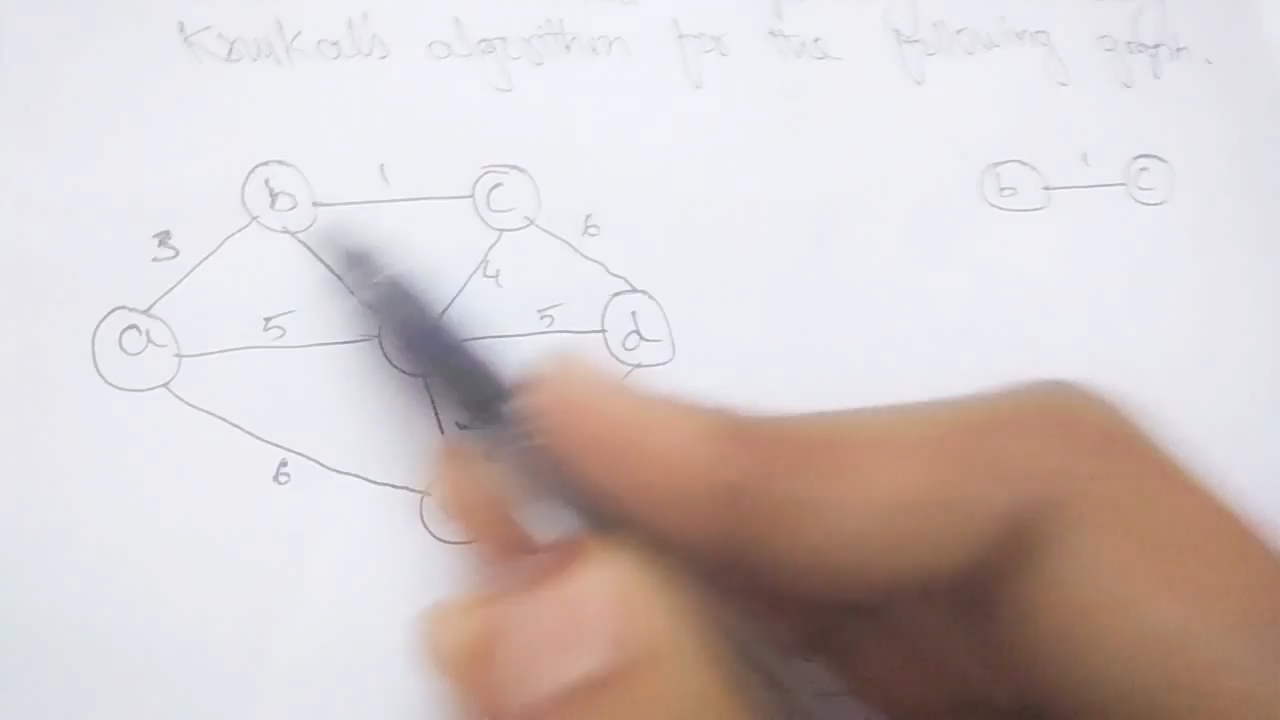 Kruskal's algorithm for the following graph.
b 1 c
b 1 c 6
3
4
a 5 5 d
6